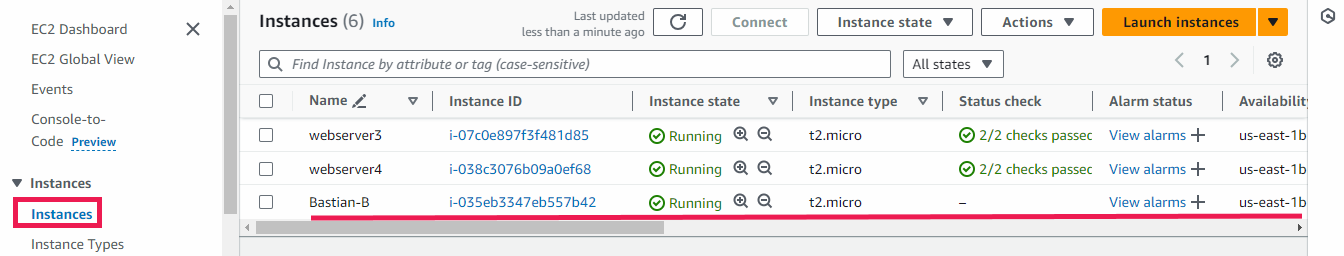 EC2 Dashboard
EC2 Global View
Events
Console-to-
Code Preview
Instances
Instances
Instance Types
Instances (6) Info
Last updated
less than a minute ago
Connect
Instance state
Actions
Launch instances
Find Instance by attribute or tag (case-sensitive)
All states
1
Name Instance ID Instance state Instance type Status check Alarm status Availability
webserver3 i-07c0e897f3f481d85 Running t2.micro 2/2 checks passec View alarms + us-east-1b
webserver4 i-038c3076b09a0ef68 Running t2.micro 2/2 checks passec View alarms + us-east-1b
Bastian-B i-035eb3347eb557b42 Running t2.micro – View alarms + us-east-1b